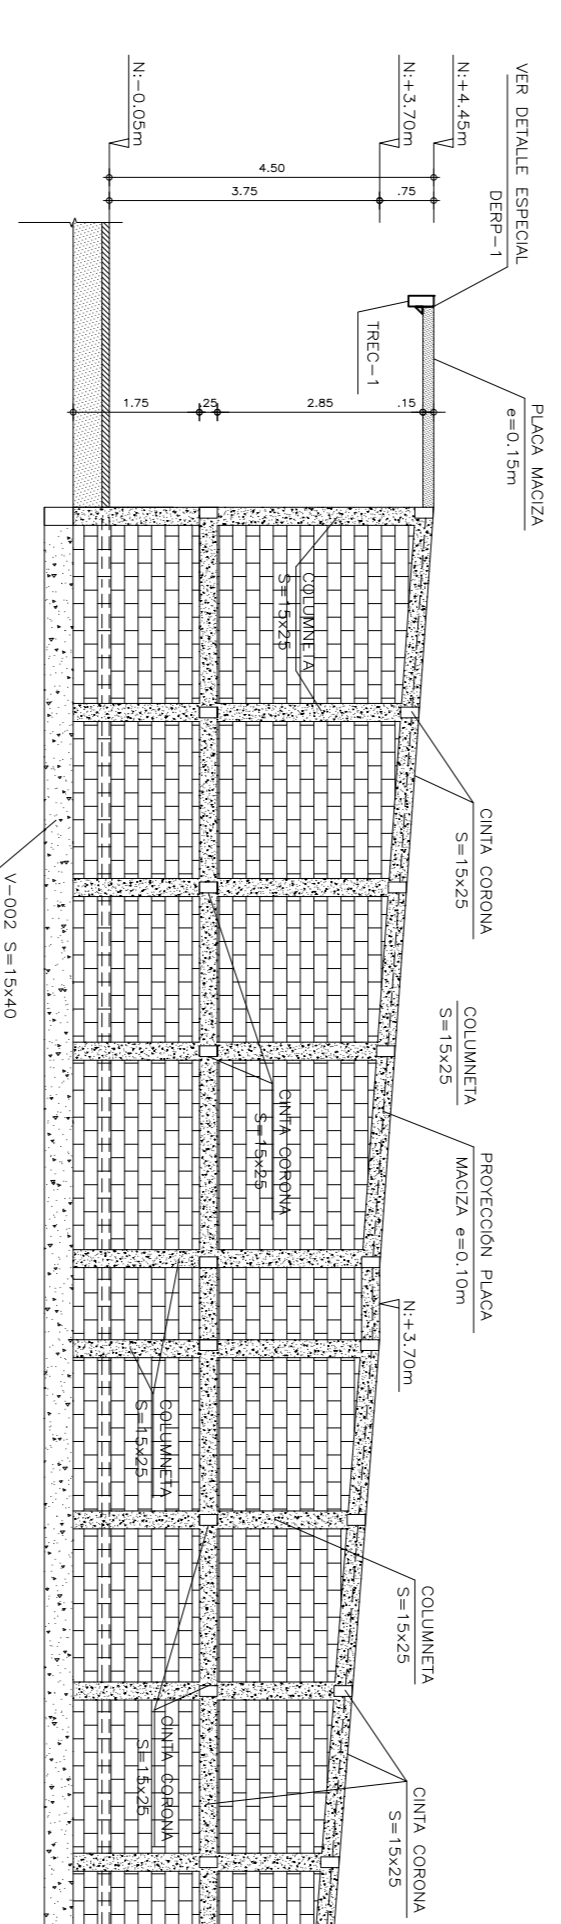 VER DETALLE ESPECIAL
DERP-1
N:+4.45m
N:+3.70m
N:-0.05m
4.50
3.75
.75
TREC-1
PLACA MACIZA
e=0.15m
1.75
.25
2.85
.15
COLUMNETA
S=15x25
CINTA CORONA
S=15x25
V-002 S=15x40
COLUMNETA
S=15x25
CINTA CORONA
S=15x25
PROYECCIÓN PLACA
MACIZA e=0.10m
N:+3.70m
COLUMNETA
S=15x25
COLUMNETA
S=15x25
CINTA CORONA
S=15x25
CINTA CORONA
S=15x25